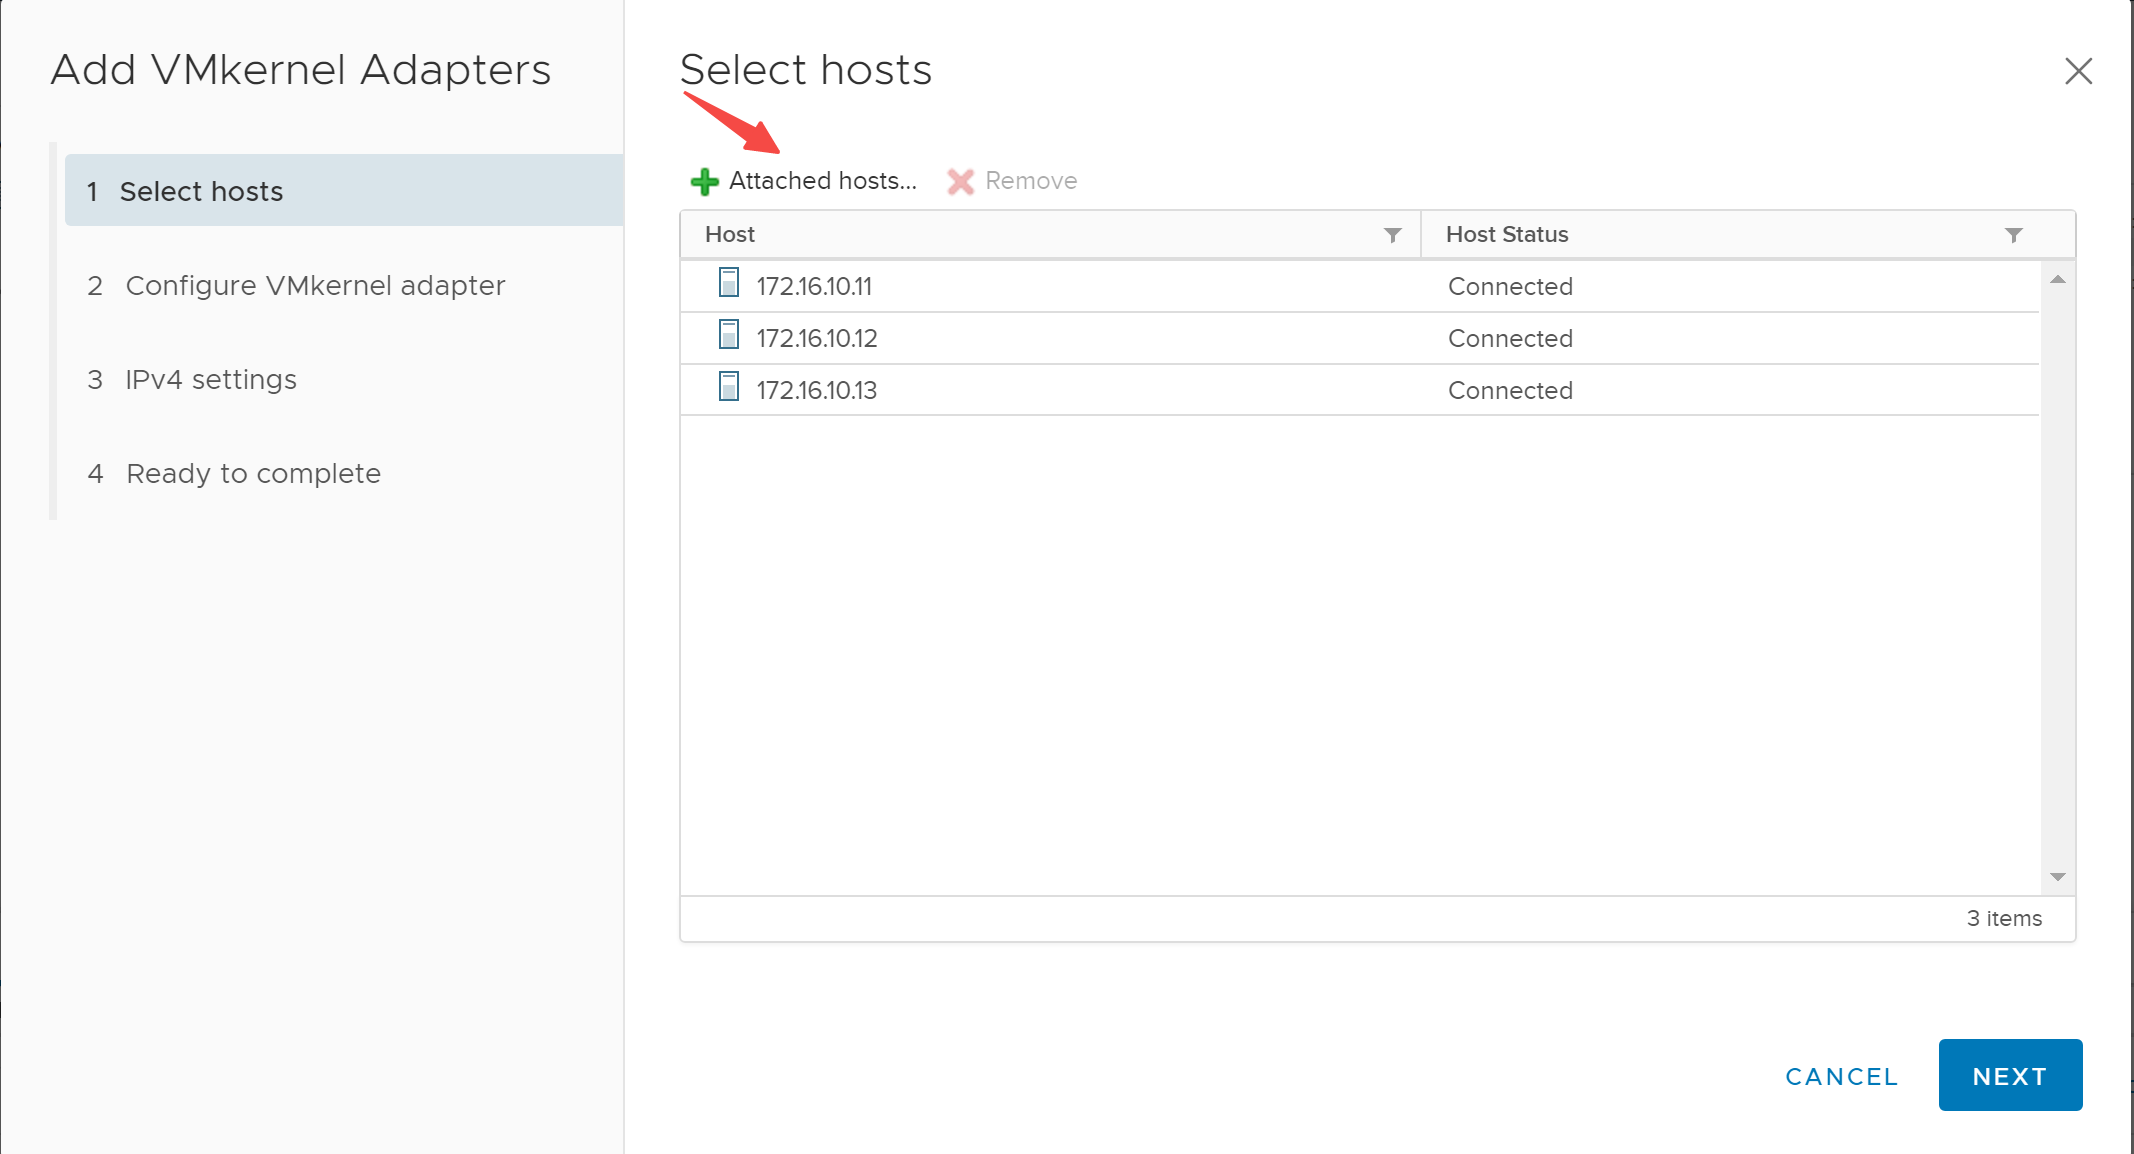 Add VMkernel Adapters
1 Select hosts
2 Configure VMkernel adapter
3 IPv4 settings
4 Ready to complete
Select hosts
Attached hosts... Remove
Host Host Status
172.16.10.11 Connected
172.16.10.12 Connected
172.16.10.13 Connected
3 items
CANCEL NEXT